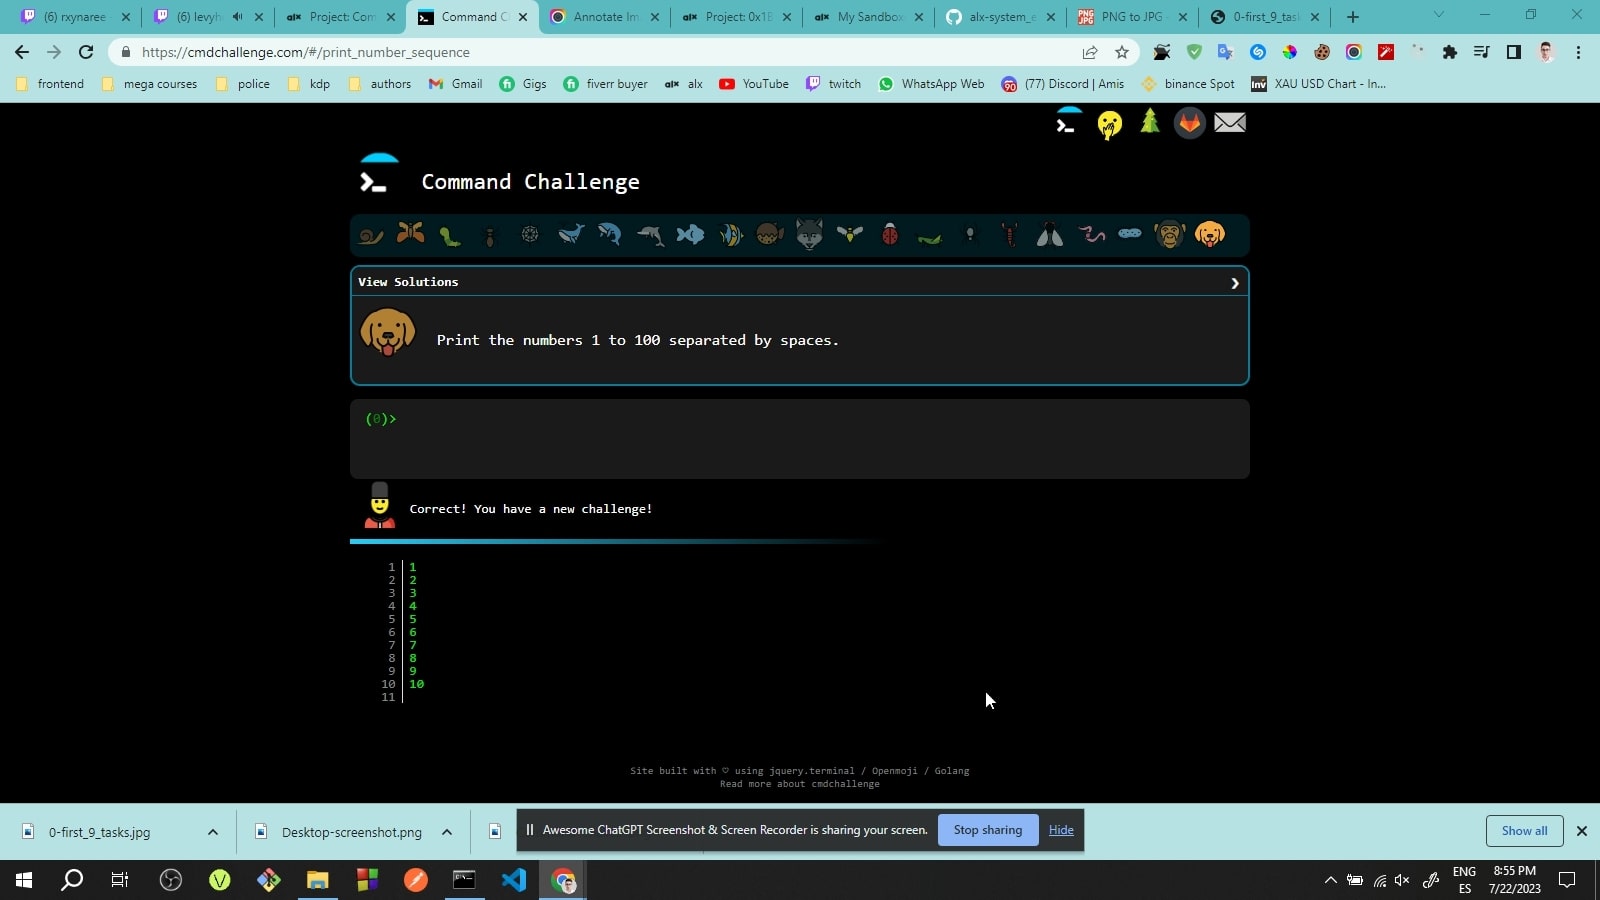 (6) rxynaree
(6) levyh
Project: Con
Command C
Annotate Im
Project: 0x1B
My Sandbox
alx-system_e
PNG to JPG -
0-first_9_tas
https://cmdchallenge.com/#/print_number_sequence
frontend
mega courses
police
kdp
authors
Gmail
Gigs
fiverr buyer
alx
YouTube
twitch
WhatsApp Web
(77) Discord | Amis
binance Spot
XAU USD Chart - In...
Command Challenge
View Solutions
Print the numbers 1 to 100 separated by spaces.
(0)>
Correct! You have a new challenge!
1 1
2 2
3 3
4 4
5 5
6 6
7 7
8 8
9 9
10 10
11
Site built with ♡ using jquery.terminal / Openmoji / Golang
Read more about cmdchallenge
0-first_9_tasks.jpg
Desktop-screenshot.png
Awesome ChatGPT Screenshot & Screen Recorder is sharing your screen.
Stop sharing
Hide
Show all
ENG
ES
8:55 PM
7/22/2023